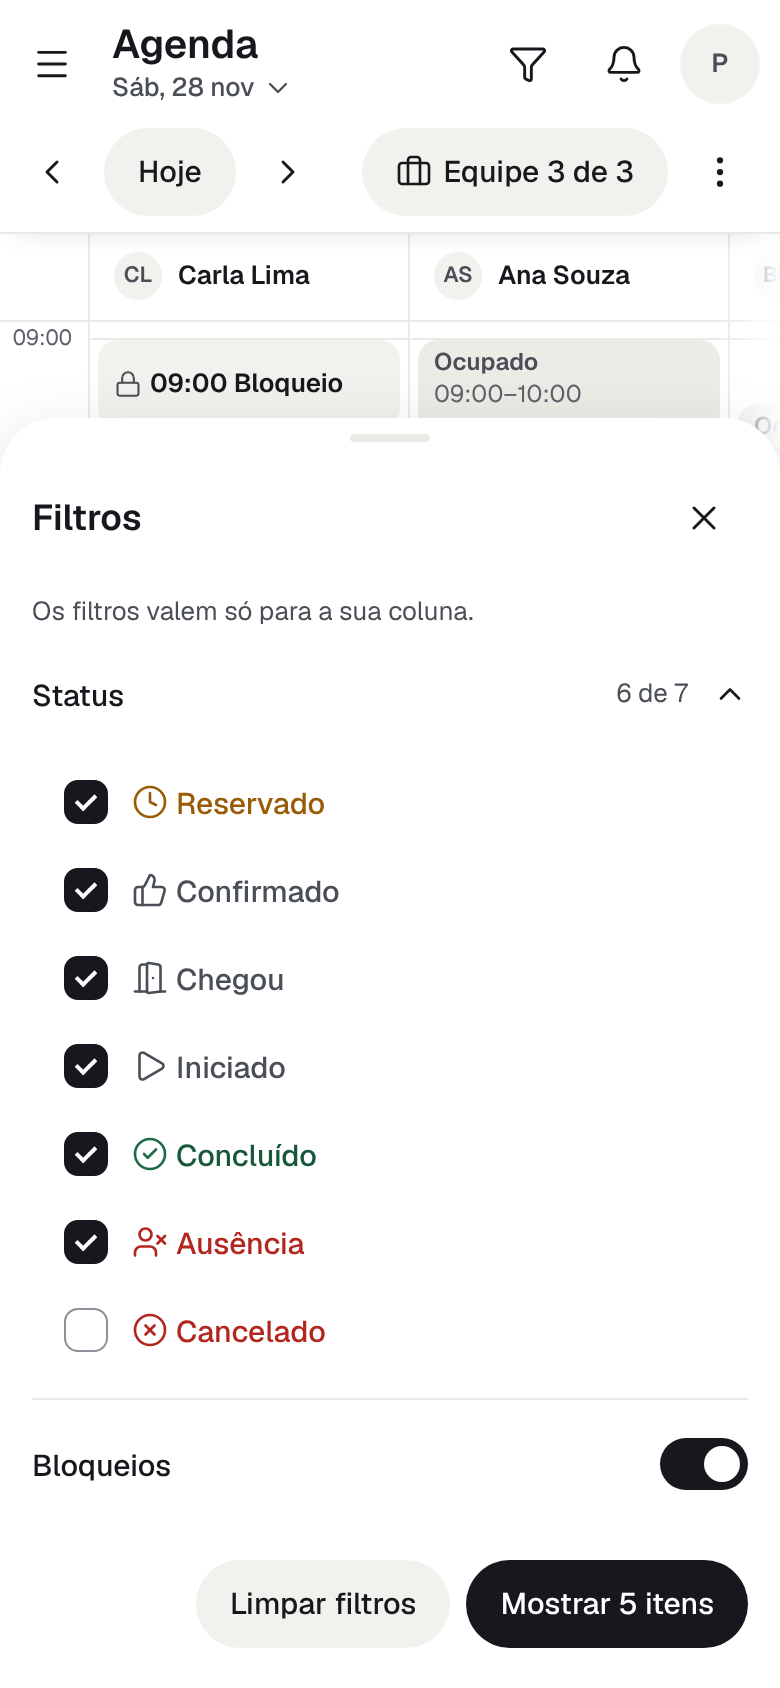 Agenda
Sáb, 28 nov
P
Hoje
Equipe 3 de 3
CL Carla Lima
AS Ana Souza
09:00
09:00 Bloqueio
Ocupado
09:00–10:00
Filtros
Os filtros valem só para a sua coluna.
Status
6 de 7
Reservado
Confirmado
Chegou
Iniciado
Concluído
Ausência
Cancelado
Bloqueios
Limpar filtros
Mostrar 5 itens